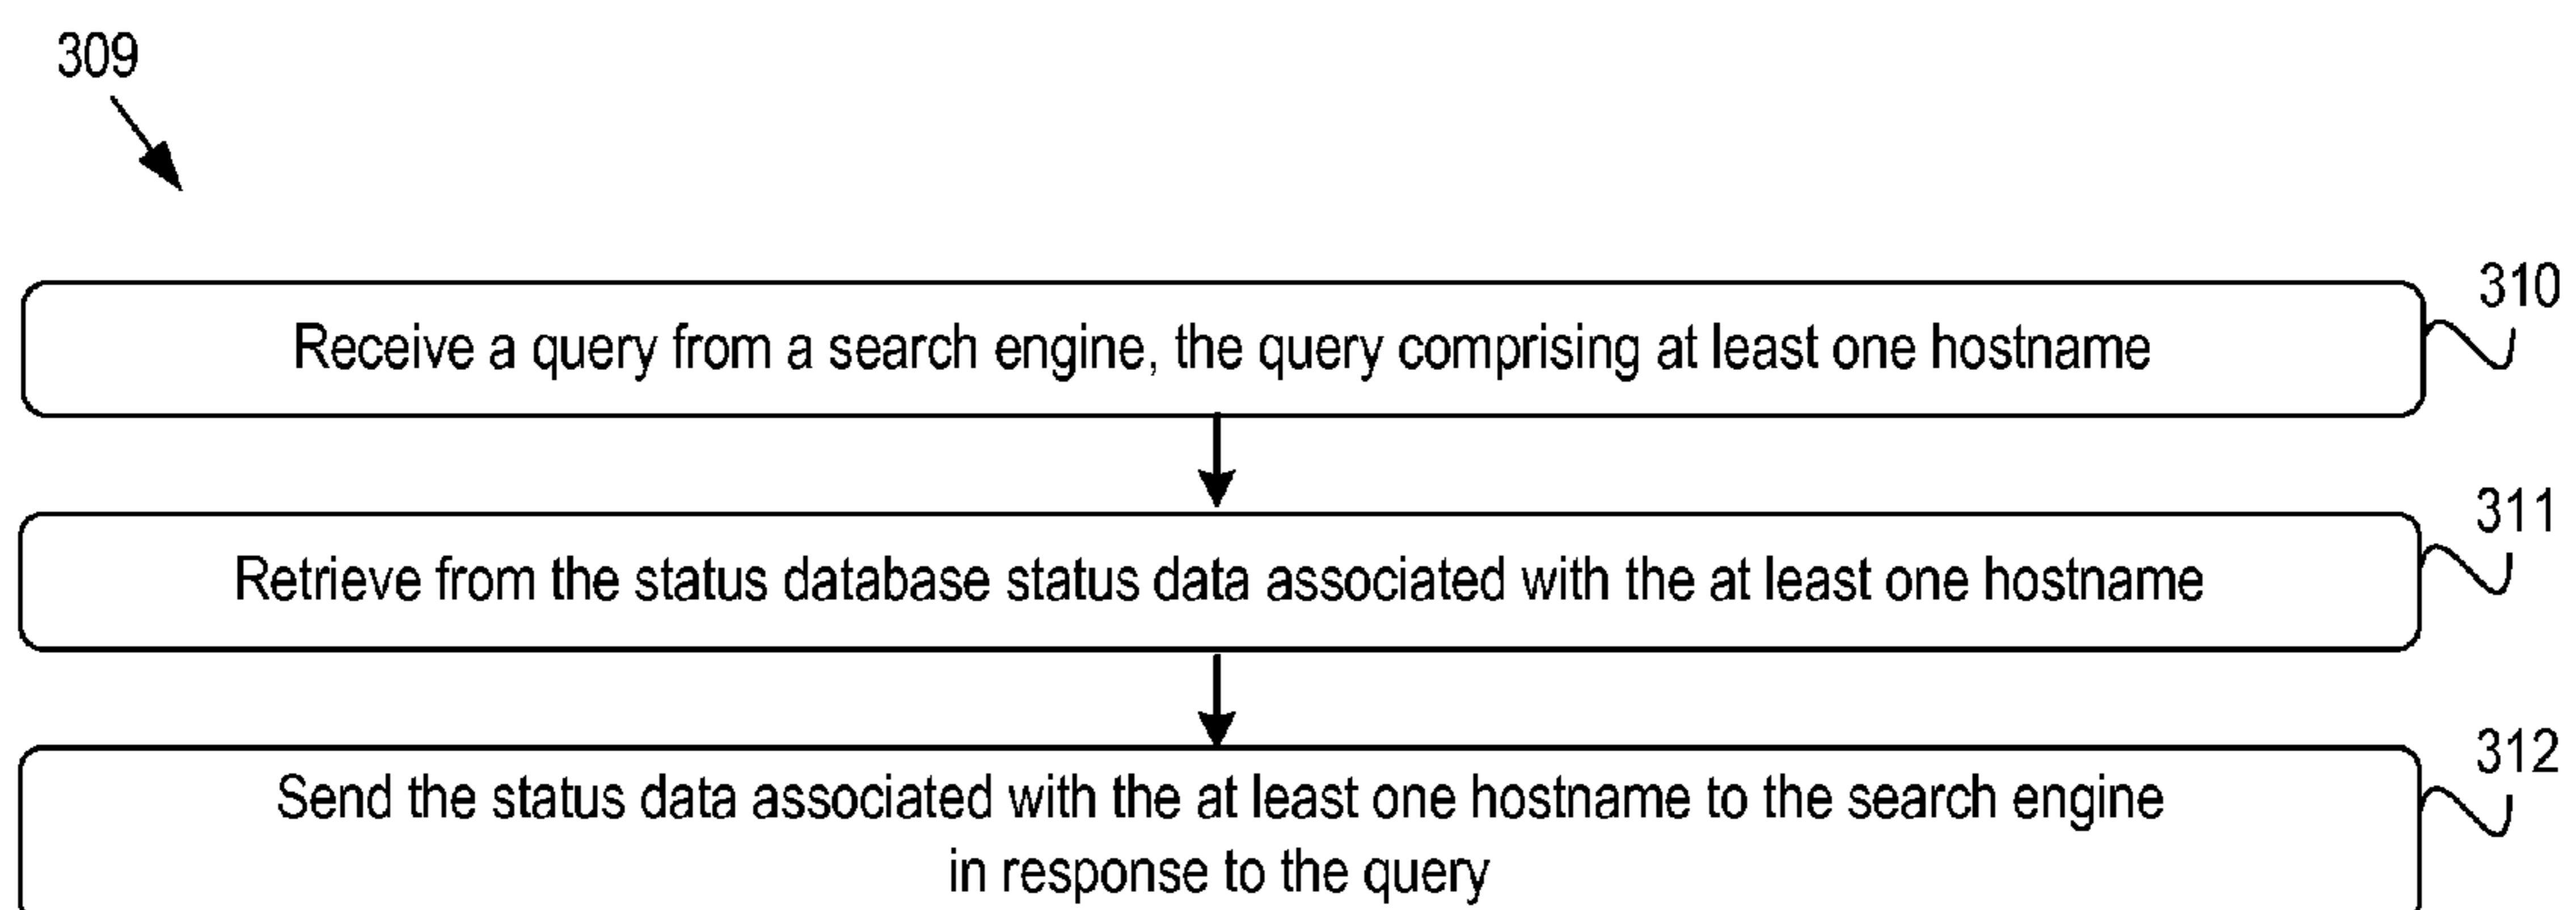 309
310
Receive a query from a search engine, the query comprising at least one hostname
311
Retrieve from the status database status data associated with the at least one hostname
312
Send the status data associated with the at least one hostname to the search engine
in response to the query